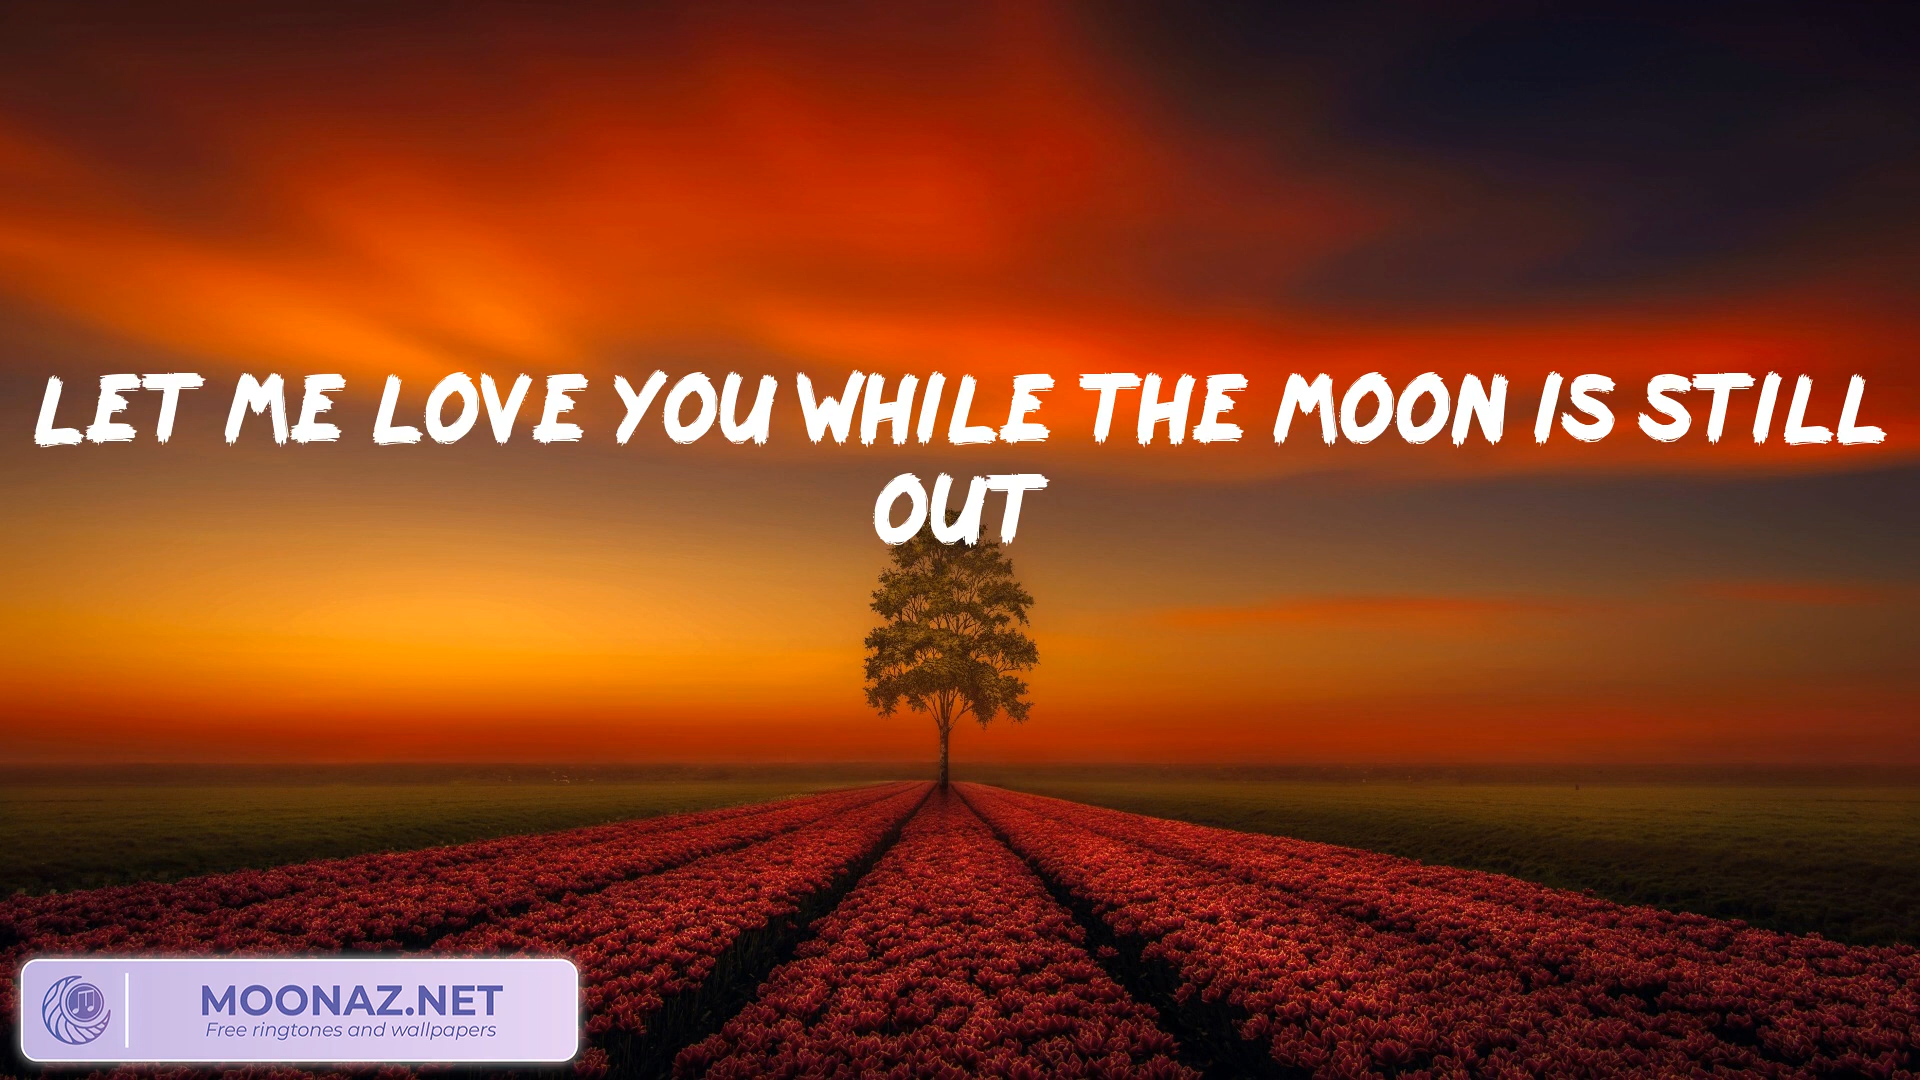 LET ME LOVE YOU WHILE THE MOON IS STILL
OUT
MOONAZ.NET
Free ringtones and wallpapers